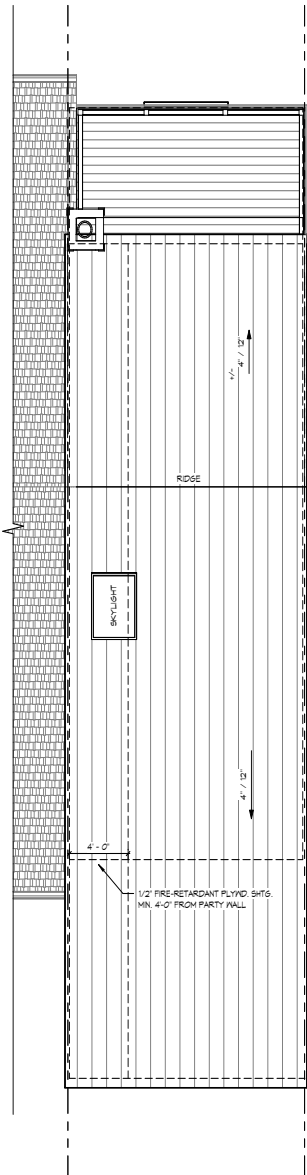 +/-
4" / 12"
RIDGE
SKYLIGHT
4" / 12"
4'- 0"
1/2" FIRE-RETARDANT PLYWD. SHTG.
MIN. 4'-0" FROM PARTY WALL